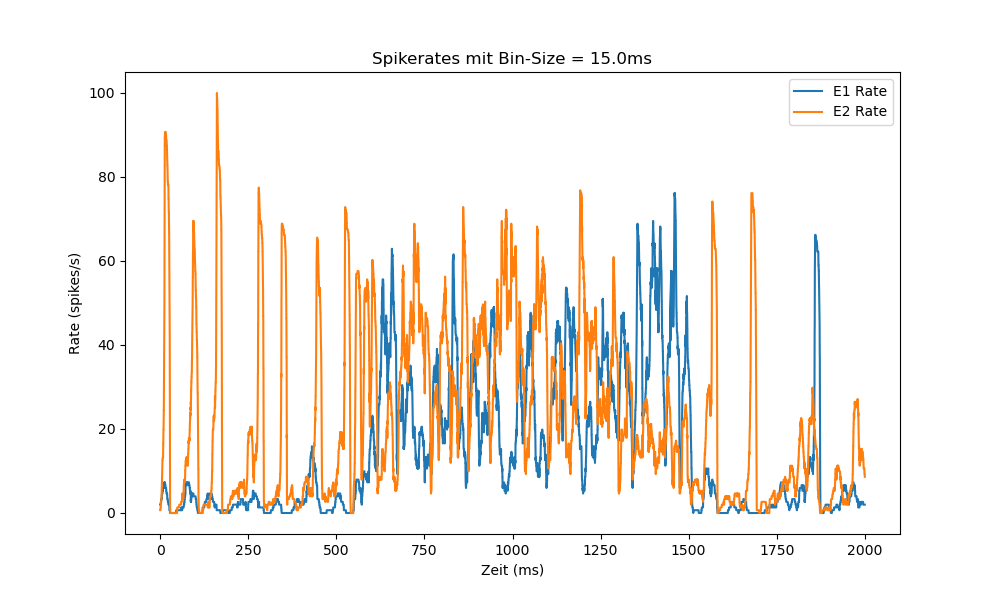 Spikerates mit Bin-Size = 15.0ms
E1 Rate
E2 Rate
100
80
60
40
20
0
Rate (spikes/s)
0 250 500 750 1000 1250 1500 1750 2000
Zeit (ms)